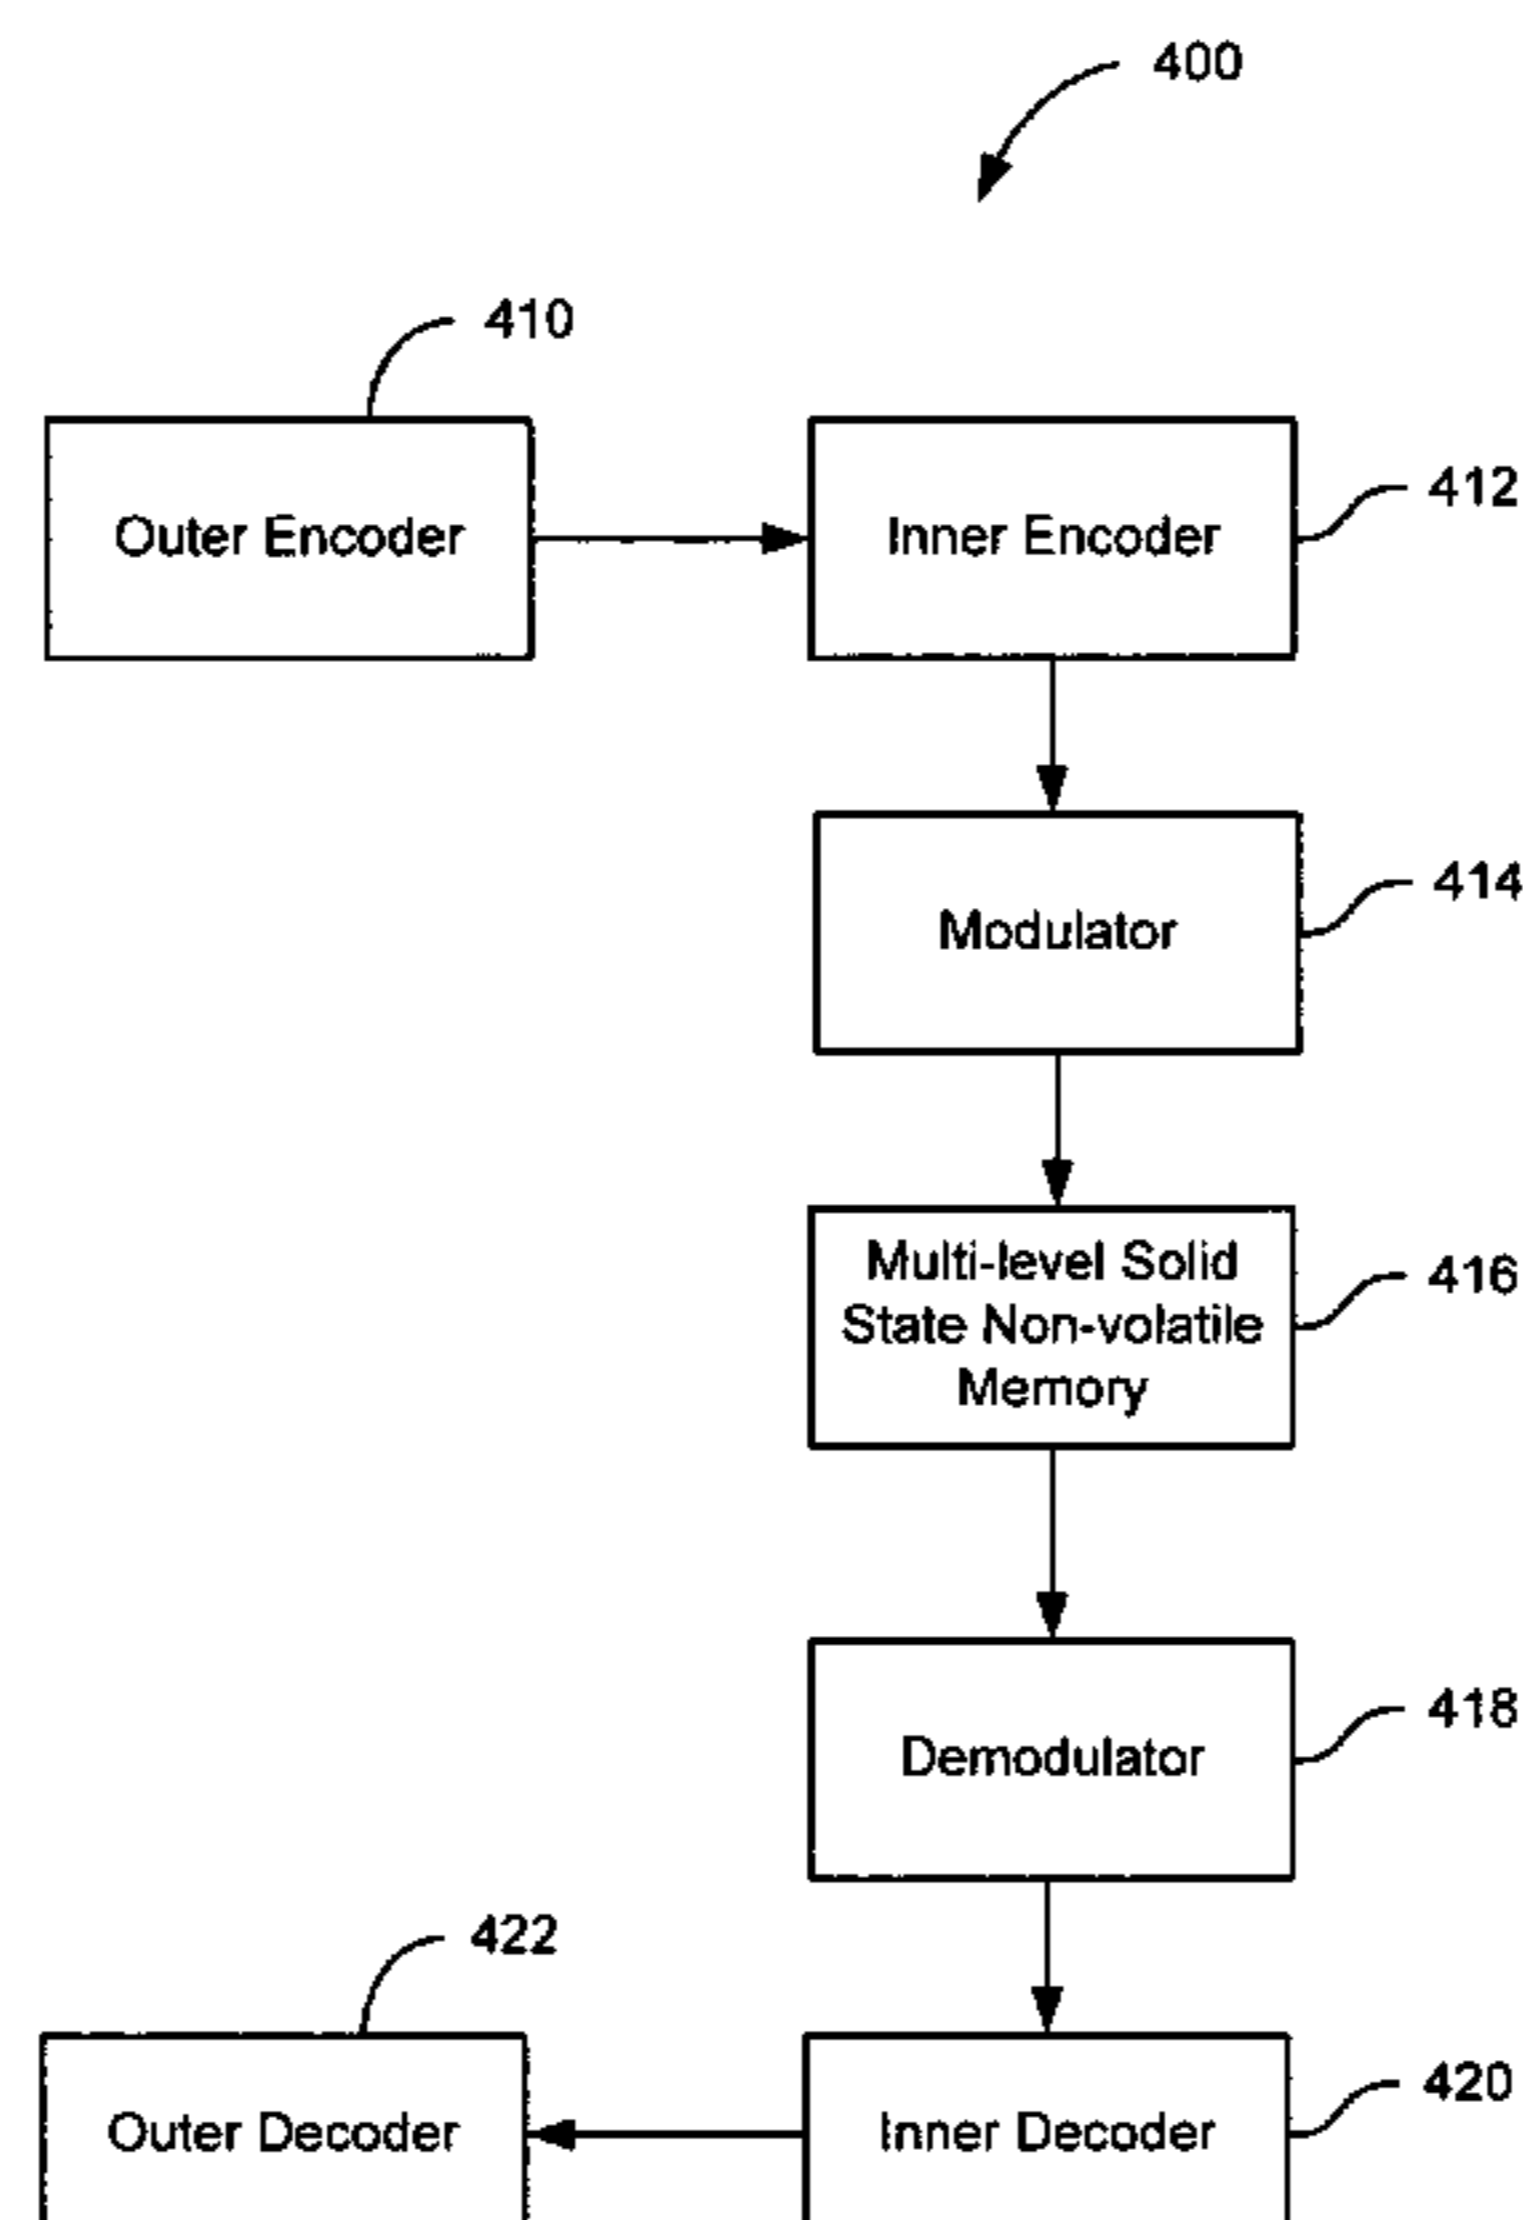 400
410
Outer Encoder
Inner Encoder
412
Modulator
414
Multi-level Solid
State Non-volatile
Memory
416
Demodulator
418
422
Outer Decoder
Inner Decoder
420